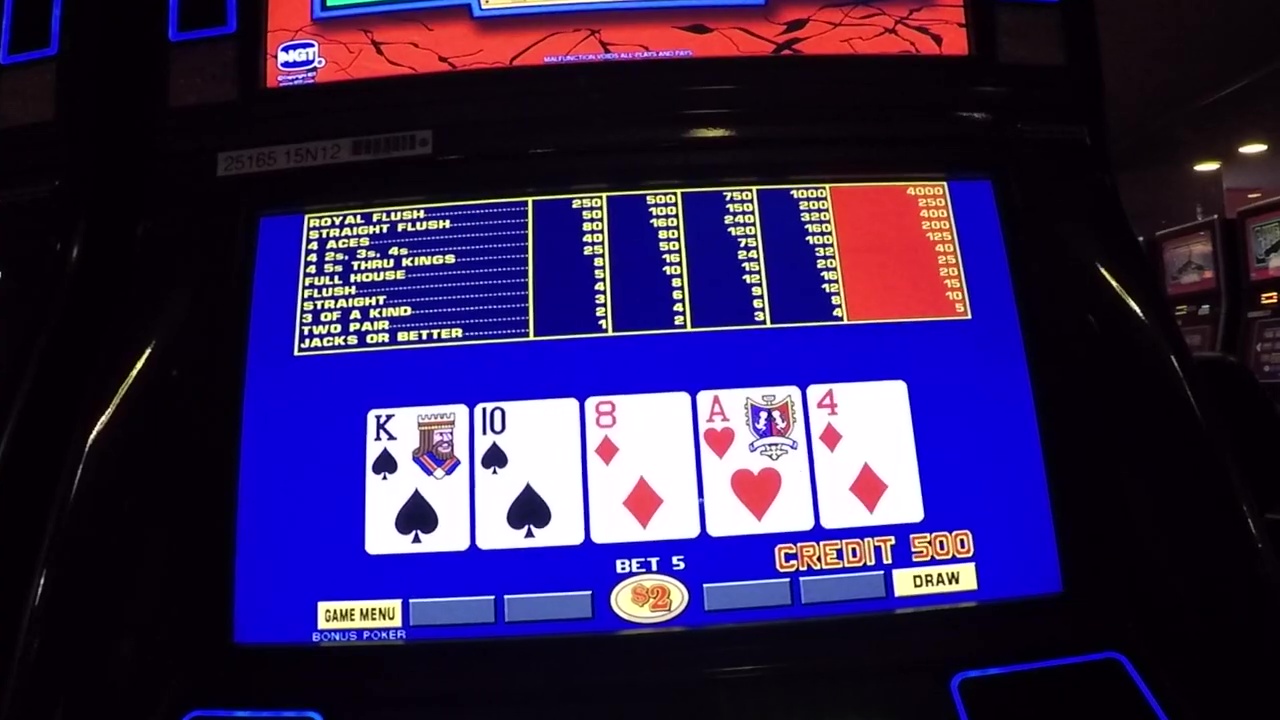 IGT
MALFUNCTION VOIDS ALL PLAYS AND PAYS
25165 15N12
ROYAL FLUSH 250 500 750 1000 4000
STRAIGHT FLUSH 50 100 150 200 250
4 ACES 80 160 240 320 400
4 2s, 3s, 4s 40 80 120 160 200
4 5s THRU KINGS 25 50 75 100 125
FULL HOUSE 8 16 24 32 40
FLUSH 5 10 15 20 25
STRAIGHT 4 8 12 16 20
3 OF A KIND 3 6 9 12 15
TWO PAIR 2 4 6 8 10
JACKS OR BETTER 1 2 3 4 5
K 10 8 A 4
BET 5 CREDIT 500
GAME MENU $2 DRAW
BONUS POKER